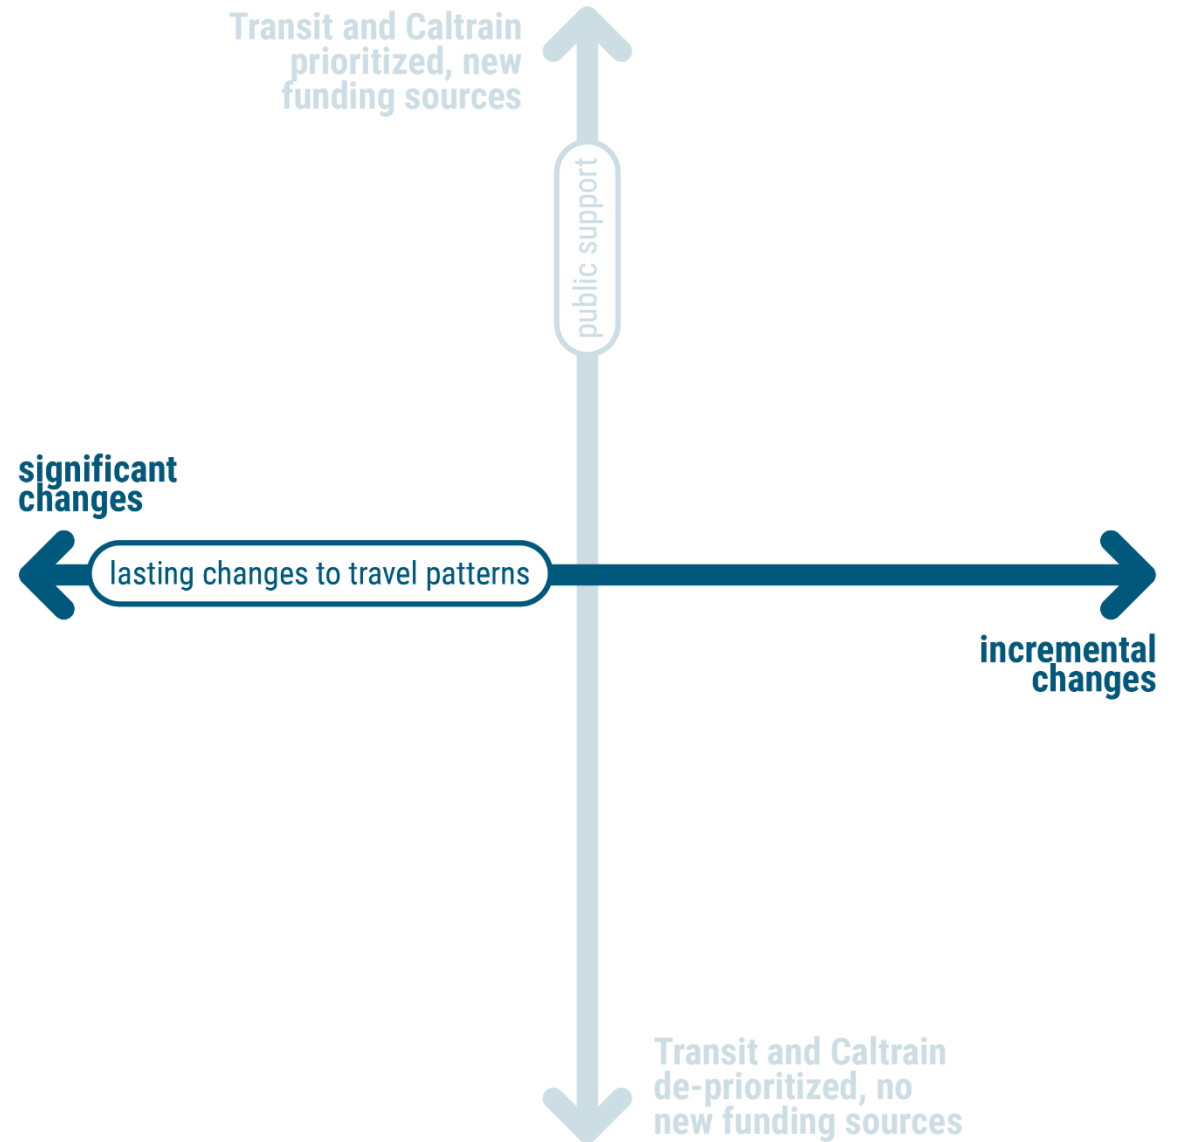 Transit and Caltrain
prioritized, new
funding sources
public support
significant
changes
lasting changes to travel patterns
incremental
changes
Transit and Caltrain
de-prioritized, no
new funding sources